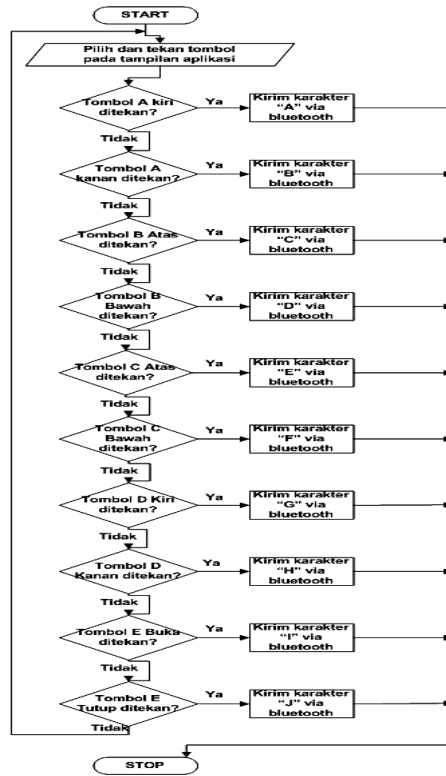 START
Pilih dan tekan tombol
pada tampilan aplikasi
Tombol A kiri
ditekan?
Ya
Kirim karakter
“A” via
bluetooth
Tidak
Tombol A
kanan ditekan?
Ya
Kirim karakter
“B” via
bluetooth
Tidak
Tombol B Atas
ditekan?
Ya
Kirim karakter
“C” via
bluetooth
Tidak
Tombol B
Bawah
ditekan?
Ya
Kirim karakter
“D” via
bluetooth
Tidak
Tombol C Atas
ditekan?
Ya
Kirim karakter
“E” via
bluetooth
Tidak
Tombol C
Bawah
ditekan?
Ya
Kirim karakter
“F” via
bluetooth
Tidak
Tombol D Kiri
ditekan?
Ya
Kirim karakter
“G” via
bluetooth
Tidak
Tombol D
Kanan ditekan?
Ya
Kirim karakter
“H” via
bluetooth
Tidak
Tombol E Buka
ditekan?
Ya
Kirim karakter
“I” via
bluetooth
Tidak
Tombol E
Tutup ditekan?
Ya
Kirim karakter
“J” via
bluetooth
Tidak
STOP